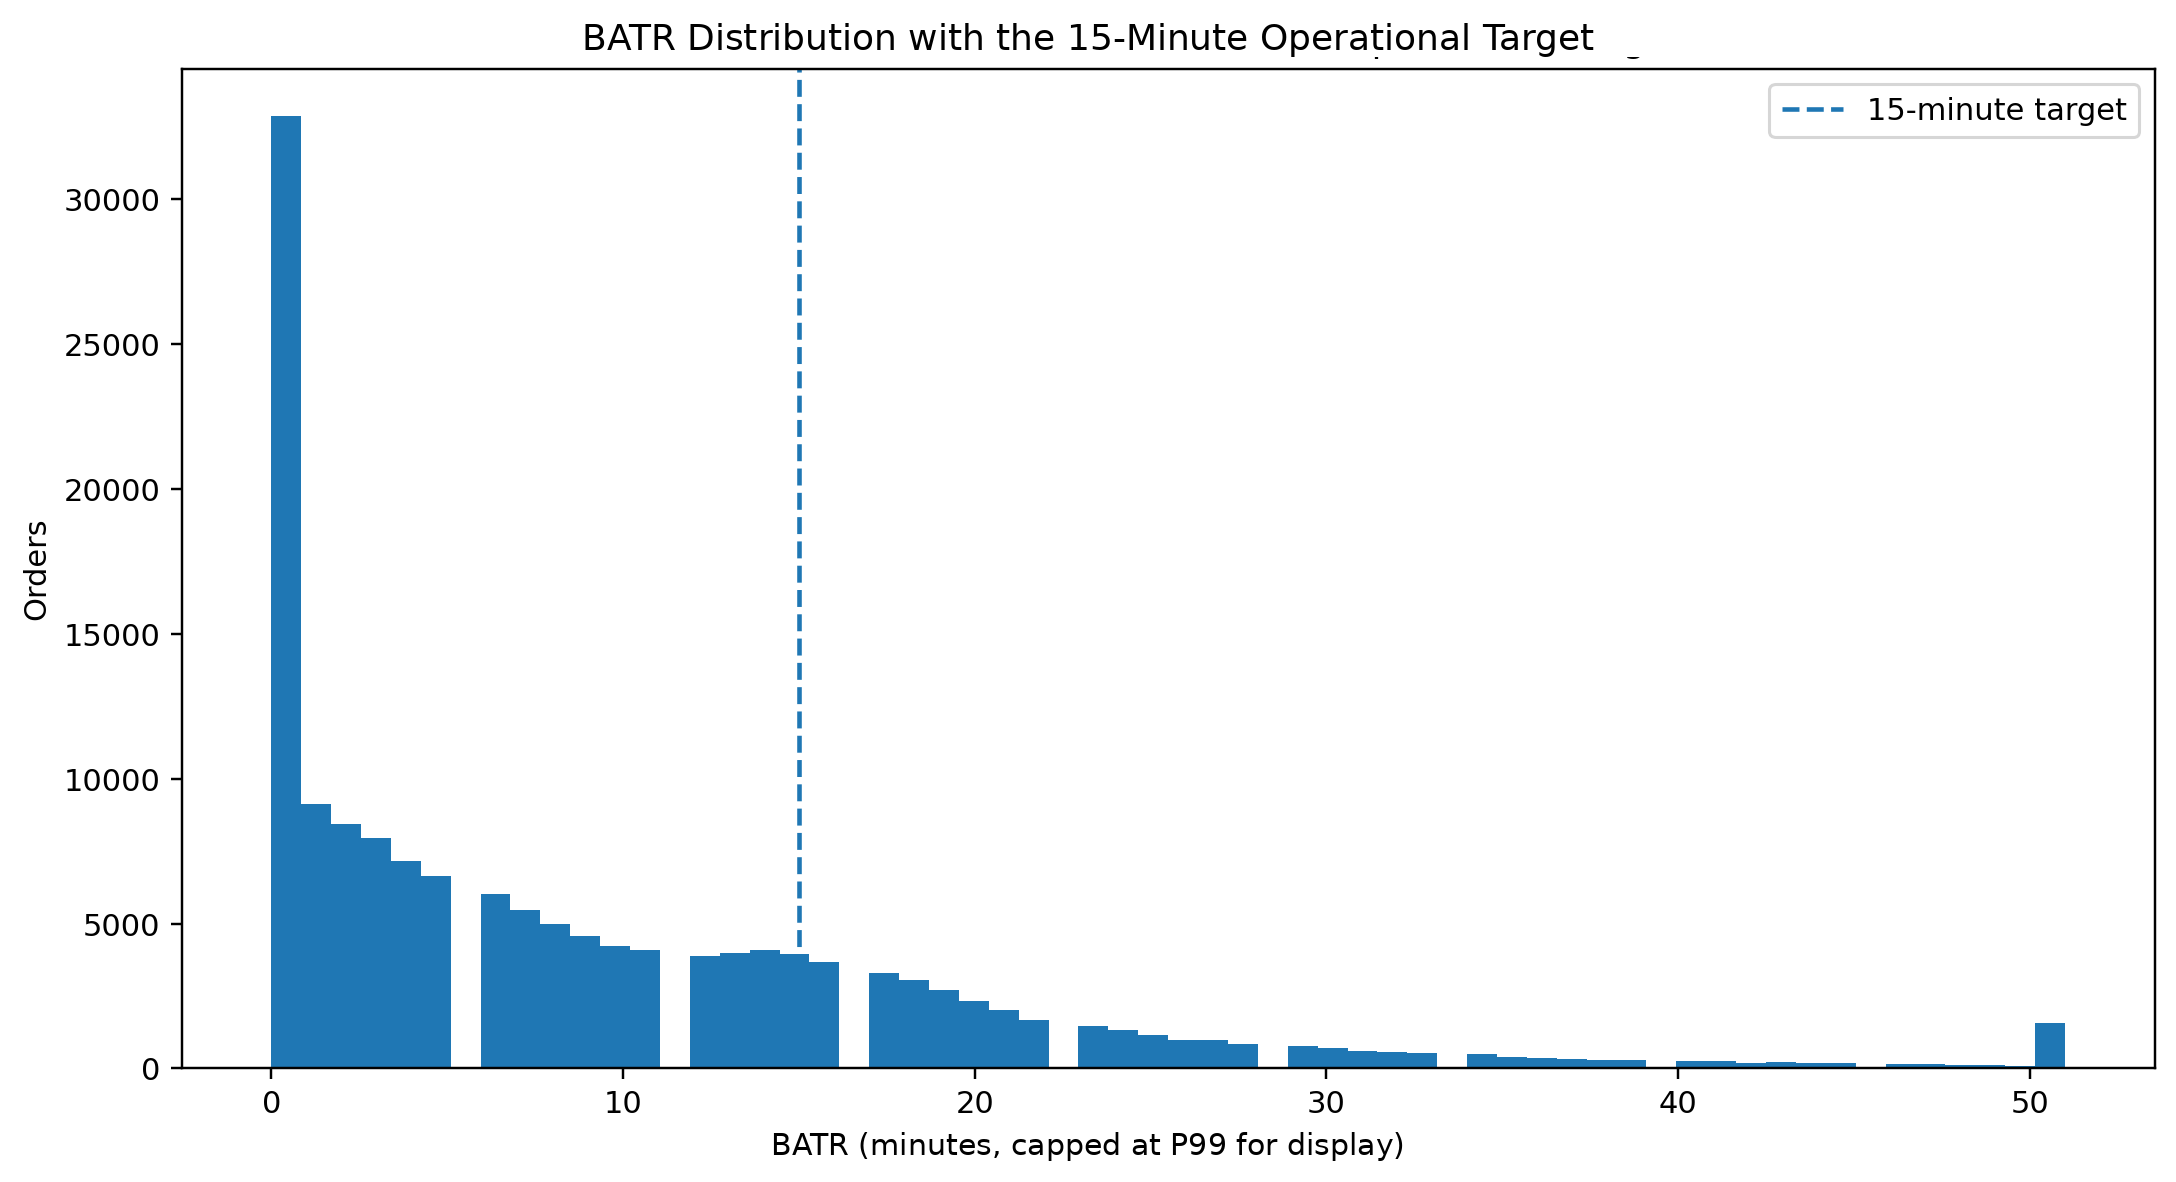 BATR Distribution with the 15-Minute Operational Target
15-minute target
30000
25000
20000
15000
10000
5000
0
Orders
0 10 20 30 40 50
BATR (minutes, capped at P99 for display)